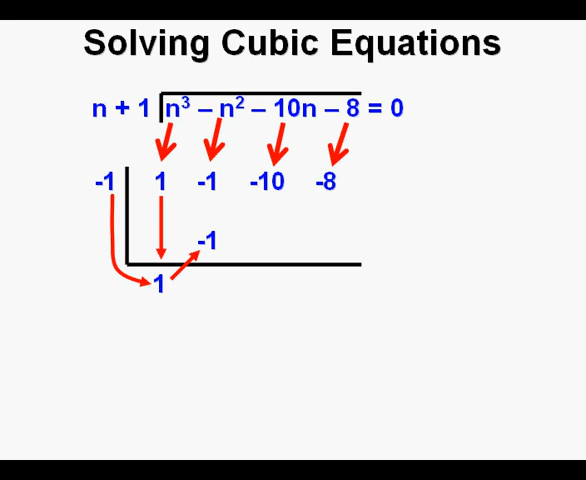 Solving Cubic Equations
n + 1 n³ – n² – 10n – 8 = 0
-1 1 -1 -10 -8
-1
1